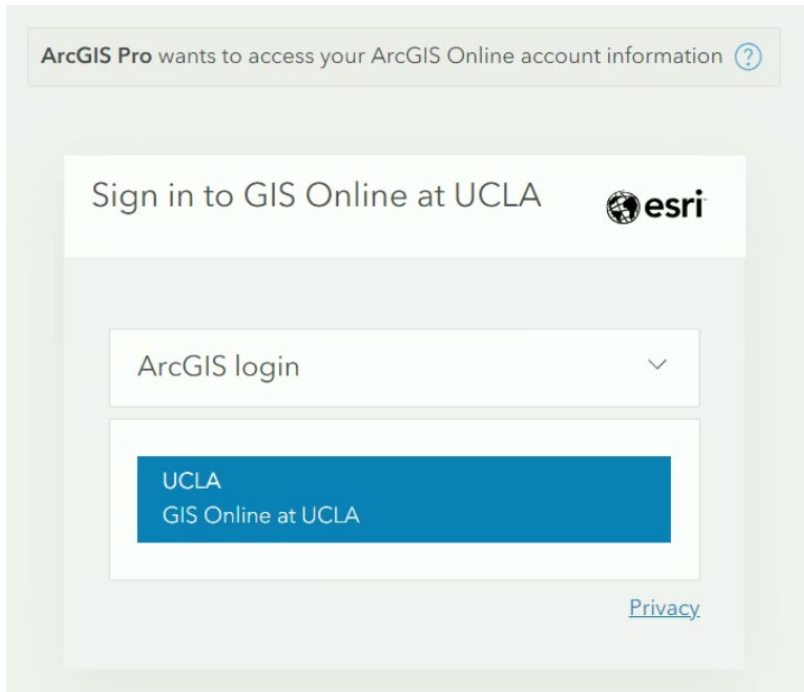 ArcGIS Pro wants to access your ArcGIS Online account information ?
Sign in to GIS Online at UCLA
esri
ArcGIS login
UCLA
GIS Online at UCLA
Privacy